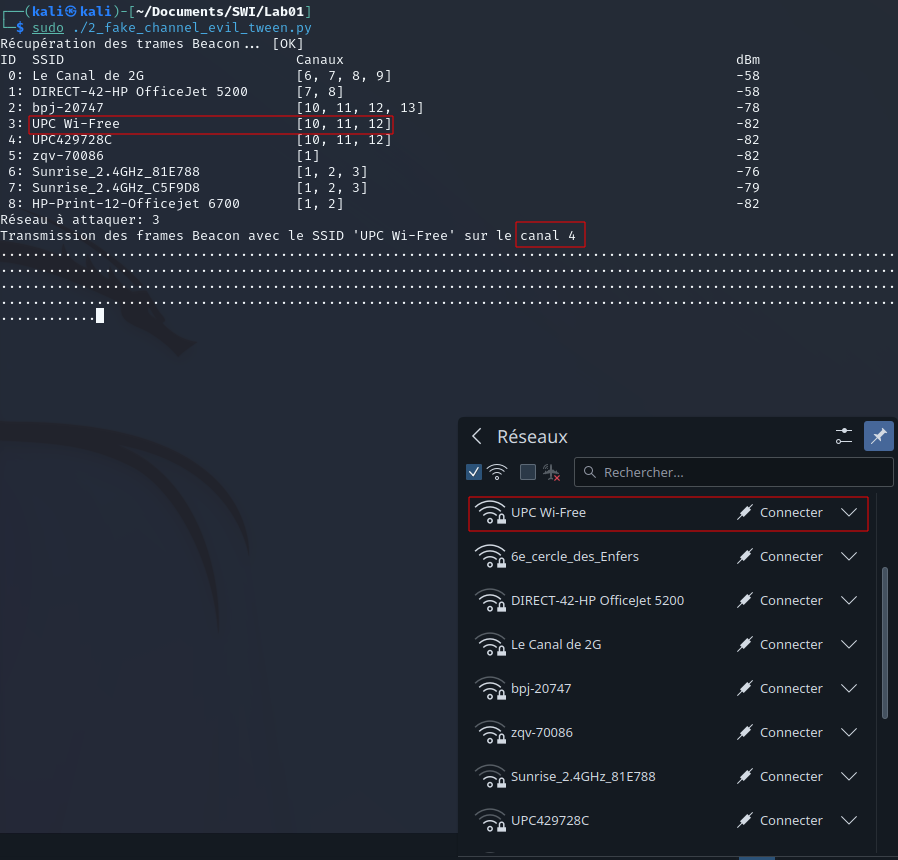 ┌──(kali㉿kali)-[~/Documents/SWI/Lab01]
└─$ sudo ./2_fake_channel_evil_tween.py
Récupération des trames Beacon... [OK]
ID  SSID                             Canaux                                                 dBm
 0: Le Canal de 2G                   [6, 7, 8, 9]                                           -58
 1: DIRECT-42-HP OfficeJet 5200      [7, 8]                                                 -58
 2: bpj-20747                        [10, 11, 12, 13]                                       -78
 3: UPC Wi-Free                      [10, 11, 12]                                           -82
 4: UPC429728C                       [10, 11, 12]                                           -82
 5: zqv-70086                        [1]                                                    -82
 6: Sunrise_2.4GHz_81E788            [1, 2, 3]                                              -76
 7: Sunrise_2.4GHz_C5F9D8            [1, 2, 3]                                              -79
 8: HP-Print-12-Officejet 6700       [1, 2]                                                 -82
Réseau à attaquer: 3
Transmission des frames Beacon avec le SSID 'UPC Wi-Free' sur le canal 4
................................................................................................................
................................................................................................................
................................................................................................................
................................................................................................................
............
Réseaux
Rechercher...
UPC Wi-Free Connecter
6e_cercle_des_Enfers Connecter
DIRECT-42-HP OfficeJet 5200 Connecter
Le Canal de 2G Connecter
bpj-20747 Connecter
zqv-70086 Connecter
Sunrise_2.4GHz_81E788 Connecter
UPC429728C Connecter